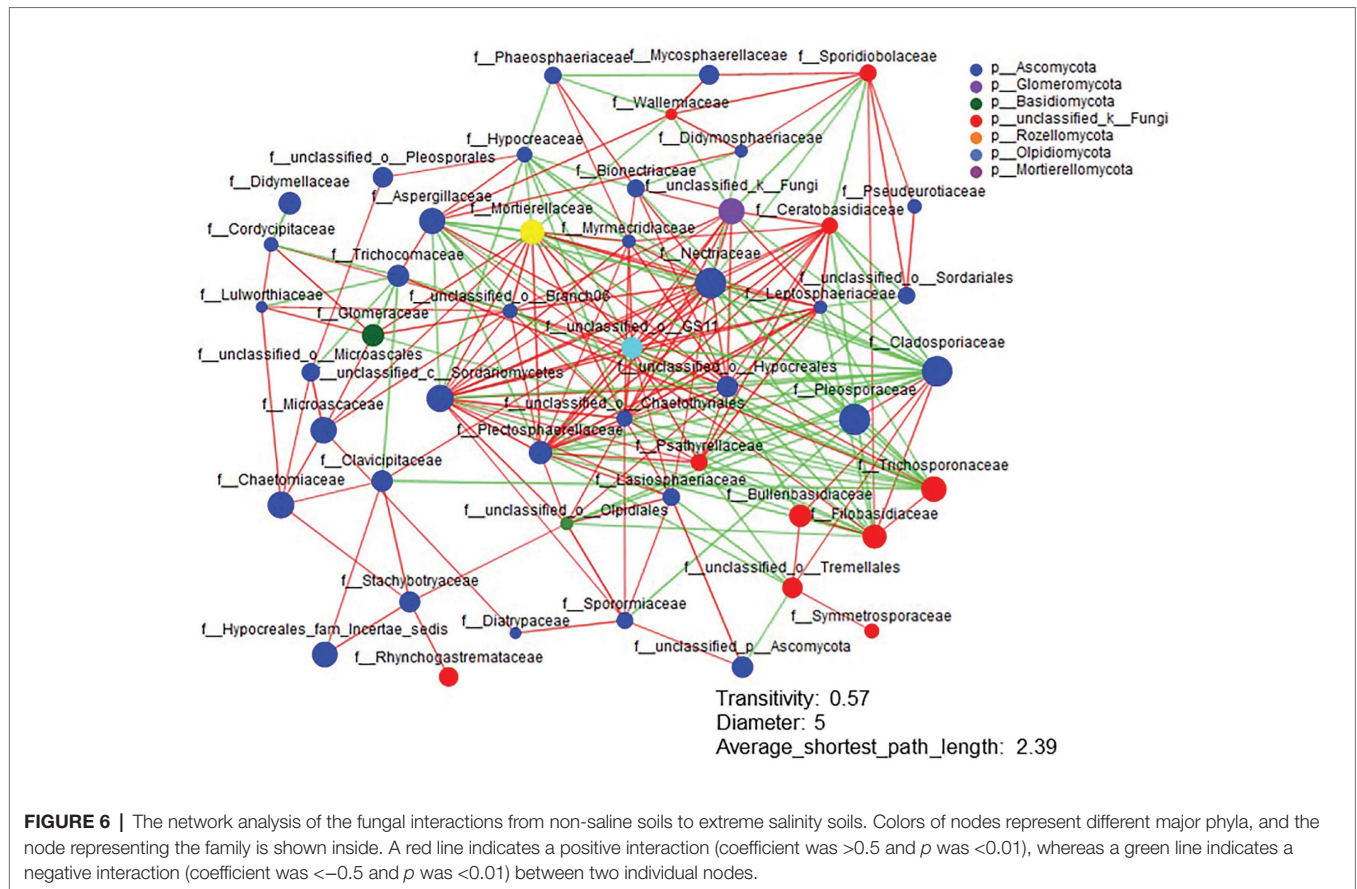 f__Phaeosphaeriaceae
f__Mycosphaerellaceae
f__Sporidiobolaceae
p__Ascomycota
p__Glomeromycota
p__Basidiomycota
p__unclassified_k__Fungi
p__Rozellomycota
p__Olpidiomycota
p__Mortierellomycota
f__Wallemiaceae
f__Hypocreaceae
f__Didymosphaeriaceae
f__unclassified_o__Pleosporales
f__Bionectriaceae
f__Didymellaceae
f__unclassified_k__Fungi
f__Pseudeurotiaceae
f__Aspergillaceae
f__Mortierellaceae
f__Ceratobasidiaceae
f__Cordycipitaceae
f__Myrmecridiaceae
f__Trichocomaceae
f__Nectriaceae
f__unclassified_o__Sordariales
f__Lulworthiaceae
f__unclassified_o__Branch06
f__Leptosphaeriaceae
f__Glomeraceae
f__unclassified_o__GS11
f__Cladosporiaceae
f__unclassified_o__Microascales
f__unclassified_o__Hypocreales
f__unclassified_c__Sordariomycetes
f__Pleosporaceae
f__Microascaceae
f__unclassified_o__Chaetothyriales
f__Plectosphaerellaceae
f__Psathyrellaceae
f__Clavicipitaceae
f__Trichosporonaceae
f__Chaetomiaceae
f__Lasiosphaeriaceae
f__Bulleribasidiaceae
f__unclassified_o__Olpidiales
f__Filobasidiaceae
f__Stachybotryaceae
f__unclassified_o__Tremellales
f__Sporormiaceae
f__Symmetrosporaceae
f__Diatrypaceae
f__Hypocreales_fam_Incertae_sedis
f__unclassified_p__Ascomycota
f__Rhynchogastremataceae
Transitivity: 0.57
Diameter: 5
Average_shortest_path_length: 2.39
FIGURE 6 | The network analysis of the fungal interactions from non-saline soils to extreme salinity soils. Colors of nodes represent different major phyla, and the
node representing the family is shown inside. A red line indicates a positive interaction (coefficient was >0.5 and p was <0.01), whereas a green line indicates a
negative interaction (coefficient was <−0.5 and p was <0.01) between two individual nodes.